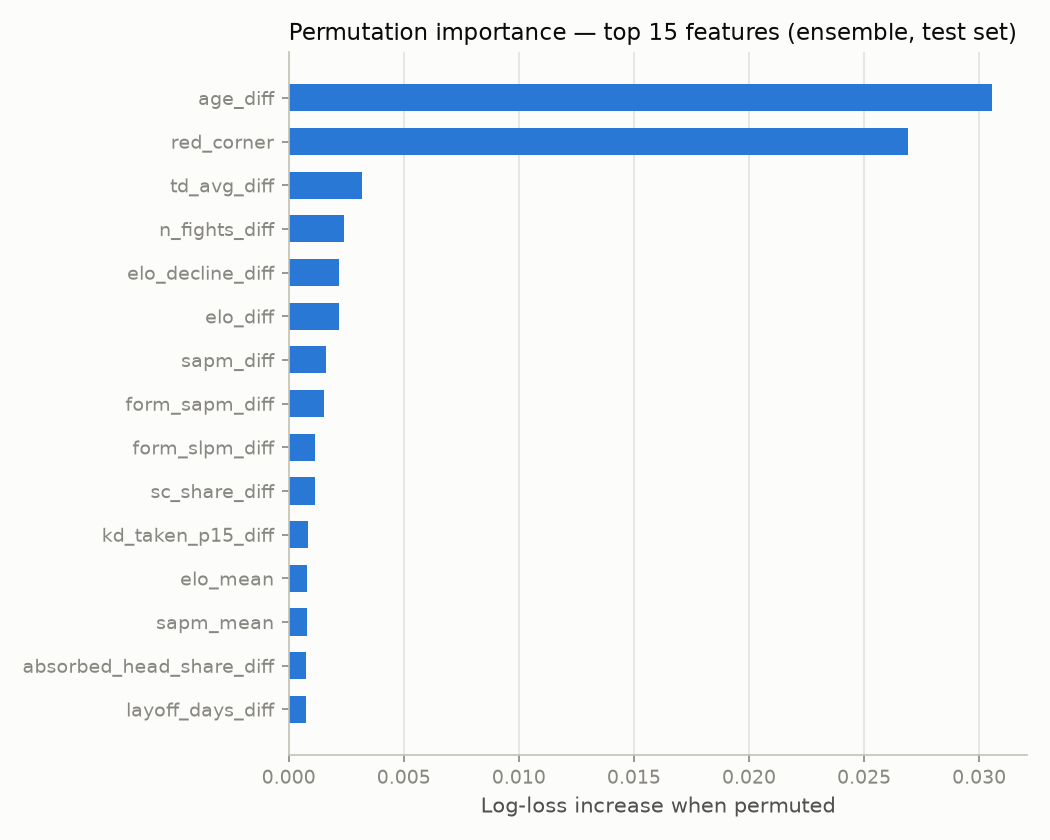 Permutation importance — top 15 features (ensemble, test set)
age_diff
red_corner
td_avg_diff
n_fights_diff
elo_decline_diff
elo_diff
sapm_diff
form_sapm_diff
form_slpm_diff
sc_share_diff
kd_taken_p15_diff
elo_mean
sapm_mean
absorbed_head_share_diff
layoff_days_diff
0.000 0.005 0.010 0.015 0.020 0.025 0.030
Log-loss increase when permuted